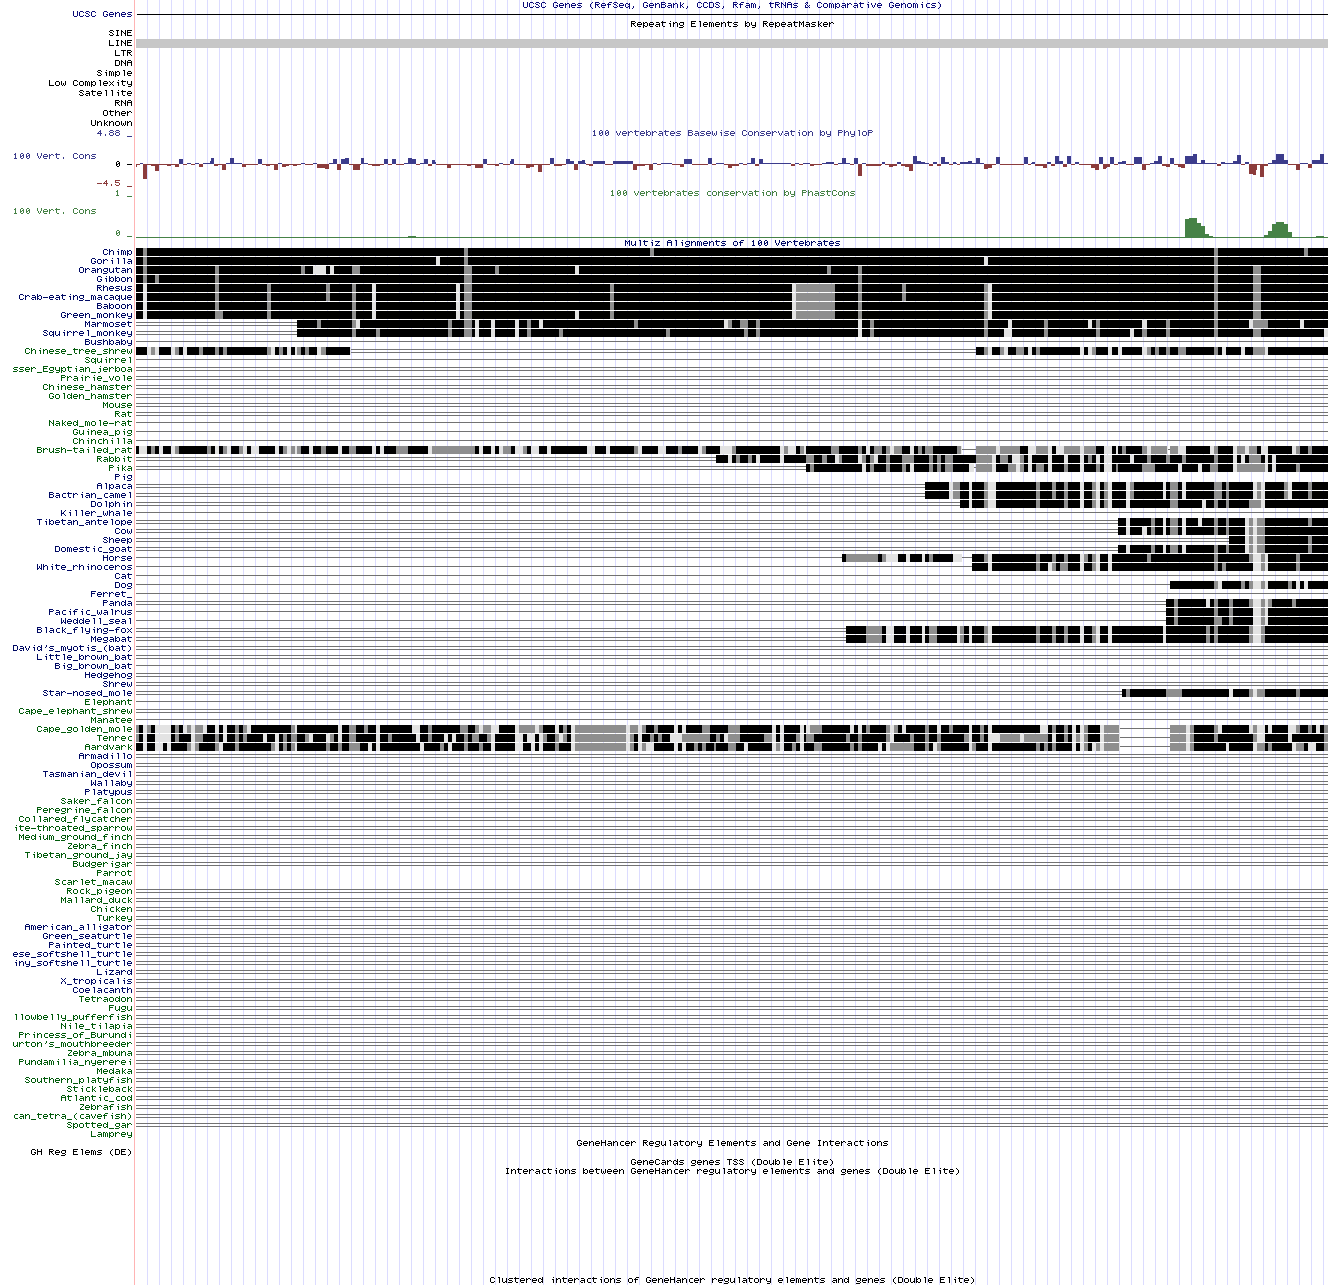 UCSC Genes (RefSeq, GenBank, CCDS, Rfam, tRNAs & Comparative Genomics)
UCSC Genes
Repeating Elements by RepeatMasker
SINE
LINE
LTR
DNA
Simple
Low Complexity
Satellite
RNA
Other
Unknown
4.88 _
100 vertebrates Basewise Conservation by PhyloP
100 Vert. Cons
0 -
-4.5 _
100 vertebrates conservation by PhastCons
1 _
100 Vert. Cons
0 _
Multiz Alignments of 100 Vertebrates
Chimp
Gorilla
Orangutan
Gibbon
Rhesus
Crab-eating_macaque
Baboon
Green_monkey
Marmoset
Squirrel_monkey
Bushbaby
Chinese_tree_shrew
Squirrel
sser_Egyptian_jerboa
Prairie_vole
Chinese_hamster
Golden_hamster
Mouse
Rat
Naked_mole-rat
Guinea_pig
Chinchilla
Brush-tailed_rat
Rabbit
Pika
Pig
Alpaca
Bactrian_camel
Dolphin
Killer_whale
Tibetan_antelope
Cow
Sheep
Domestic_goat
Horse
White_rhinoceros
Cat
Dog
Ferret_
Panda
Pacific_walrus
Weddell_seal
Black_flying-fox
Megabat
David's_myotis_(bat)
Little_brown_bat
Big_brown_bat
Hedgehog
Shrew
Star-nosed_mole
Elephant
Cape_elephant_shrew
Manatee
Cape_golden_mole
Tenrec
Aardvark
Armadillo
Opossum
Tasmanian_devil
Wallaby
Platypus
Saker_falcon
Peregrine_falcon
Collared_flycatcher
ite-throated_sparrow
Medium_ground_finch
Zebra_finch
Tibetan_ground_jay
Budgerigar
Parrot
Scarlet_macaw
Rock_pigeon
Mallard_duck
Chicken
Turkey
American_alligator
Green_seaturtle
Painted_turtle
ese_softshell_turtle
iny_softshell_turtle
Lizard
X_tropicalis
Coelacanth
Tetraodon
Fugu
llowbelly_pufferfish
Nile_tilapia
Princess_of_Burundi
urton's_mouthbreeder
Zebra_mbuna
Pundamilia_nyererei
Medaka
Southern_platyfish
Stickleback
Atlantic_cod
Zebrafish
can_tetra_(cavefish)
Spotted_gar
Lamprey
GeneHancer Regulatory Elements and Gene Interactions
GH Reg Elems (DE)
GeneCards genes TSS (Double Elite)
Interactions between GeneHancer regulatory elements and genes (Double Elite)
Clustered interactions of GeneHancer regulatory elements and genes (Double Elite)